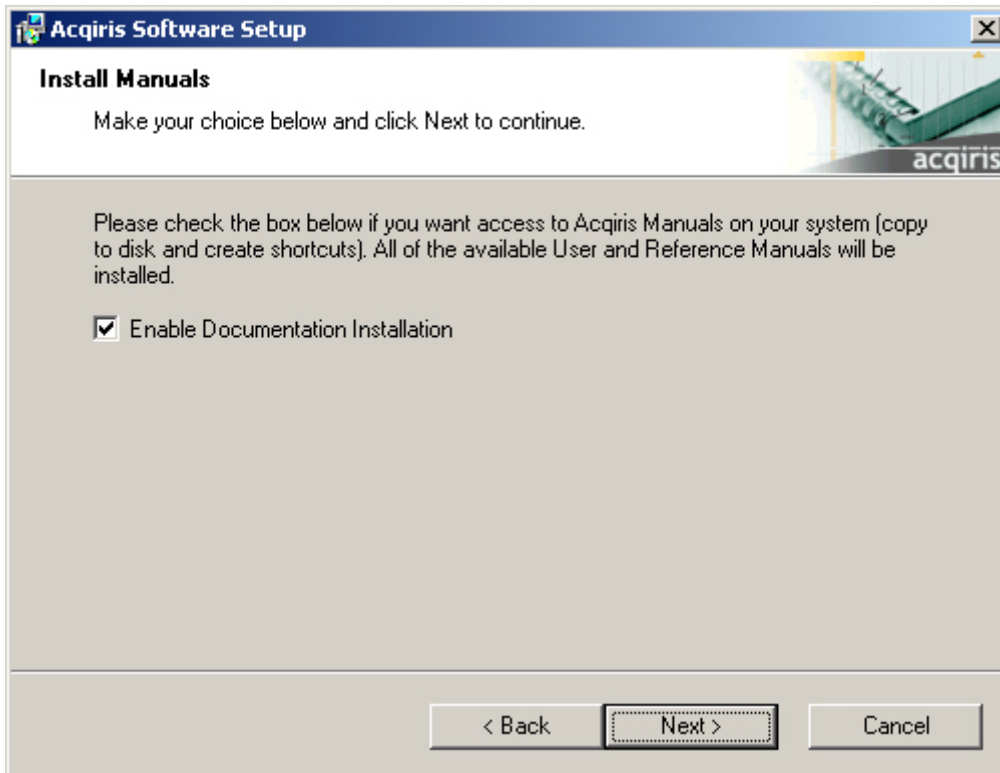 Acqiris Software Setup
Install Manuals
Make your choice below and click Next to continue.
acqiris
Please check the box below if you want access to Acqiris Manuals on your system (copy
to disk and create shortcuts). All of the available User and Reference Manuals will be
installed.
Enable Documentation Installation
< Back Next > Cancel